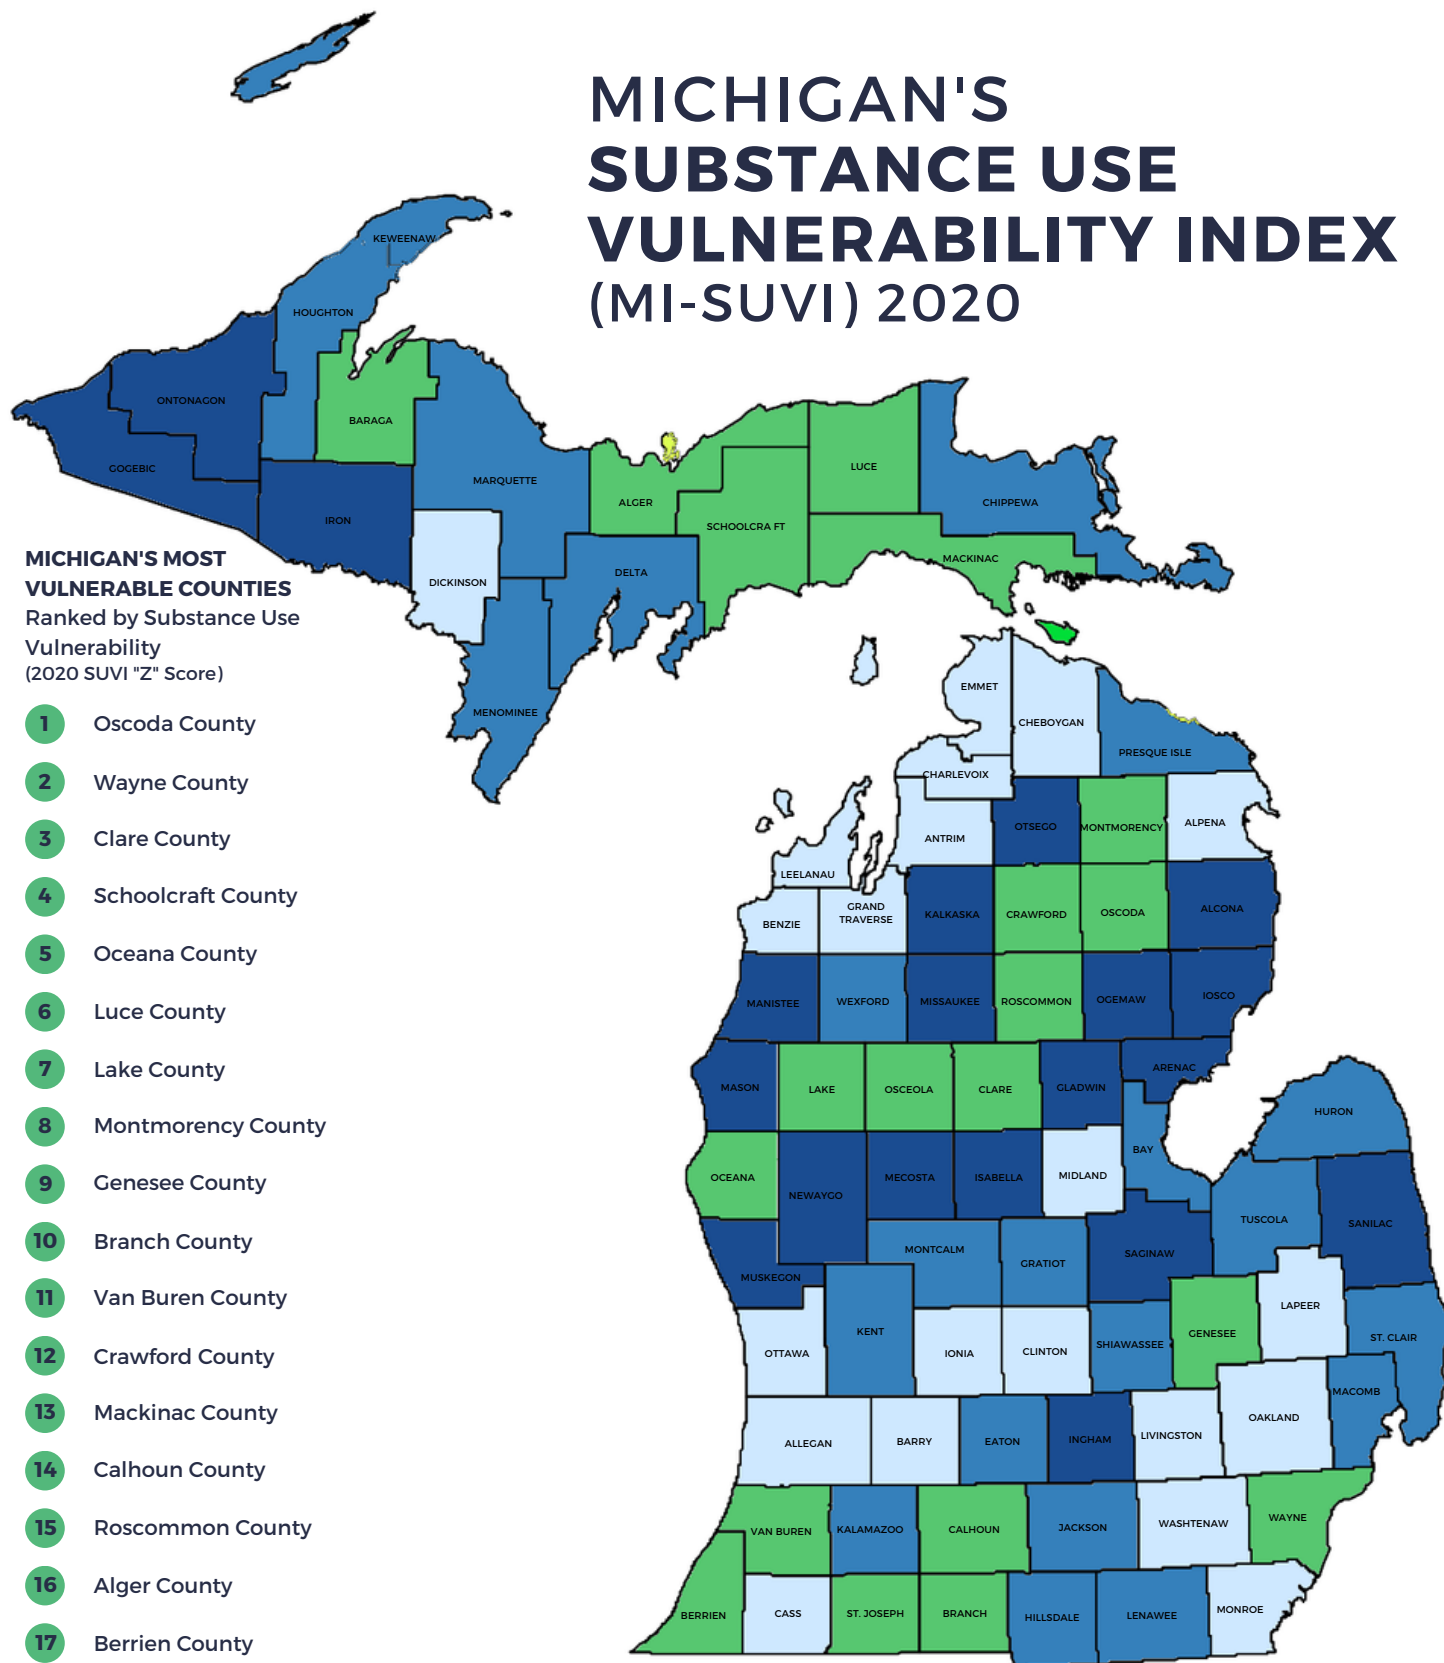 MICHIGAN'S
SUBSTANCE USE
VULNERABILITY INDEX
(MI-SUVI) 2020
KEWEENAW
HOUGHTON
ONTONAGON
BARAGA
GOGEBIC
MARQUETTE
LUCE
ALGER
CHIPPEWA
IRON
SCHOOLCRA FT
MACKINAC
DICKINSON
DELTA
MENOMINEE
MICHIGAN'S MOST
VULNERABLE COUNTIES
Ranked by Substance Use
Vulnerability
(2020 SUVI "Z" Score)
1 Oscoda County
2 Wayne County
3 Clare County
4 Schoolcraft County
5 Oceana County
6 Luce County
7 Lake County
8 Montmorency County
9 Genesee County
10 Branch County
11 Van Buren County
12 Crawford County
13 Mackinac County
14 Calhoun County
15 Roscommon County
16 Alger County
17 Berrien County
EMMET
CHEBOYGAN
PRESQUE ISLE
CHARLEVOIX
ANTRIM
OTSEGO
MONTMORENCY
ALPENA
LEELANAU
BENZIE
GRAND
TRAVERSE
KALKASKA
CRAWFORD
OSCODA
ALCONA
MANISTEE
WEXFORD
MISSAUKEE
ROSCOMMON
OGEMAW
IOSCO
MASON
LAKE
OSCEOLA
CLARE
GLADWIN
ARENAC
HURON
OCEANA
NEWAYGO
MECOSTA
ISABELLA
MIDLAND
BAY
TUSCOLA
SANILAC
MUSKEGON
MONTCALM
GRATIOT
SAGINAW
LAPEER
OTTAWA
KENT
IONIA
CLINTON
SHIAWASSEE
GENESEE
ST. CLAIR
MACOMB
ALLEGAN
BARRY
EATON
INGHAM
LIVINGSTON
OAKLAND
VAN BUREN
KALAMAZOO
CALHOUN
JACKSON
WASHTENAW
WAYNE
BERRIEN
CASS
ST. JOSEPH
BRANCH
HILLSDALE
LENAWEE
MONROE